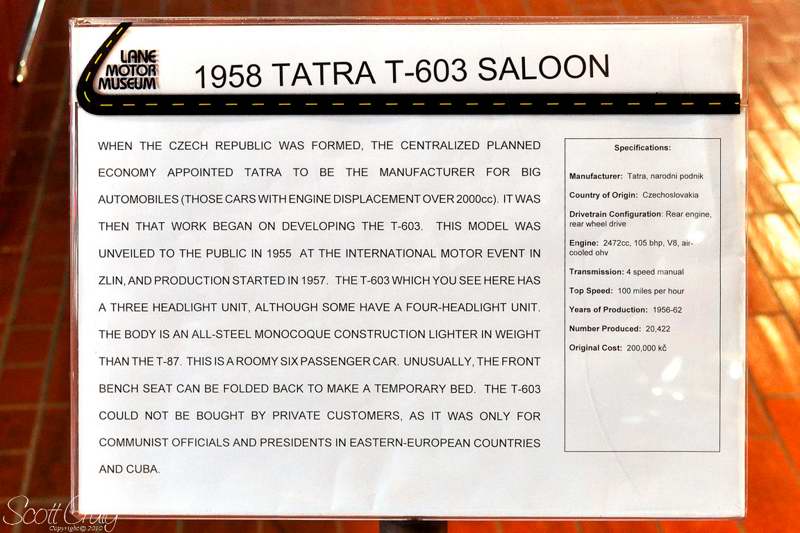 LANE
MOTOR
MUSEUM
1958 TATRA T-603 SALOON
WHEN THE CZECH REPUBLIC WAS FORMED, THE CENTRALIZED PLANNED
ECONOMY APPOINTED TATRA TO BE THE MANUFACTURER FOR BIG
AUTOMOBILES (THOSE CARS WITH ENGINE DISPLACEMENT OVER 2000cc). IT WAS
THEN THAT WORK BEGAN ON DEVELOPING THE T-603. THIS MODEL WAS
UNVEILED TO THE PUBLIC IN 1955 AT THE INTERNATIONAL MOTOR EVENT IN
ZLIN, AND PRODUCTION STARTED IN 1957. THE T-603 WHICH YOU SEE HERE HAS
A THREE HEADLIGHT UNIT, ALTHOUGH SOME HAVE A FOUR-HEADLIGHT UNIT.
THE BODY IS AN ALL-STEEL MONOCOQUE CONSTRUCTION LIGHTER IN WEIGHT
THAN THE T-87. THIS IS A ROOMY SIX PASSENGER CAR. UNUSUALLY, THE FRONT
BENCH SEAT CAN BE FOLDED BACK TO MAKE A TEMPORARY BED. THE T-603
COULD NOT BE BOUGHT BY PRIVATE CUSTOMERS, AS IT WAS ONLY FOR
COMMUNIST OFFICIALS AND PRESIDENTS IN EASTERN-EUROPEAN COUNTRIES
AND CUBA.
Specifications:
Manufacturer: Tatra, narodni podnik
Country of Origin: Czechoslovakia
Drivetrain Configuration: Rear engine,
rear wheel drive
Engine: 2472cc, 105 bhp, V8, air-
cooled ohv
Transmission: 4 speed manual
Top Speed: 100 miles per hour
Years of Production: 1956-62
Number Produced: 20,422
Original Cost: 200,000 kč
Scott Craig
Copyright © 2010